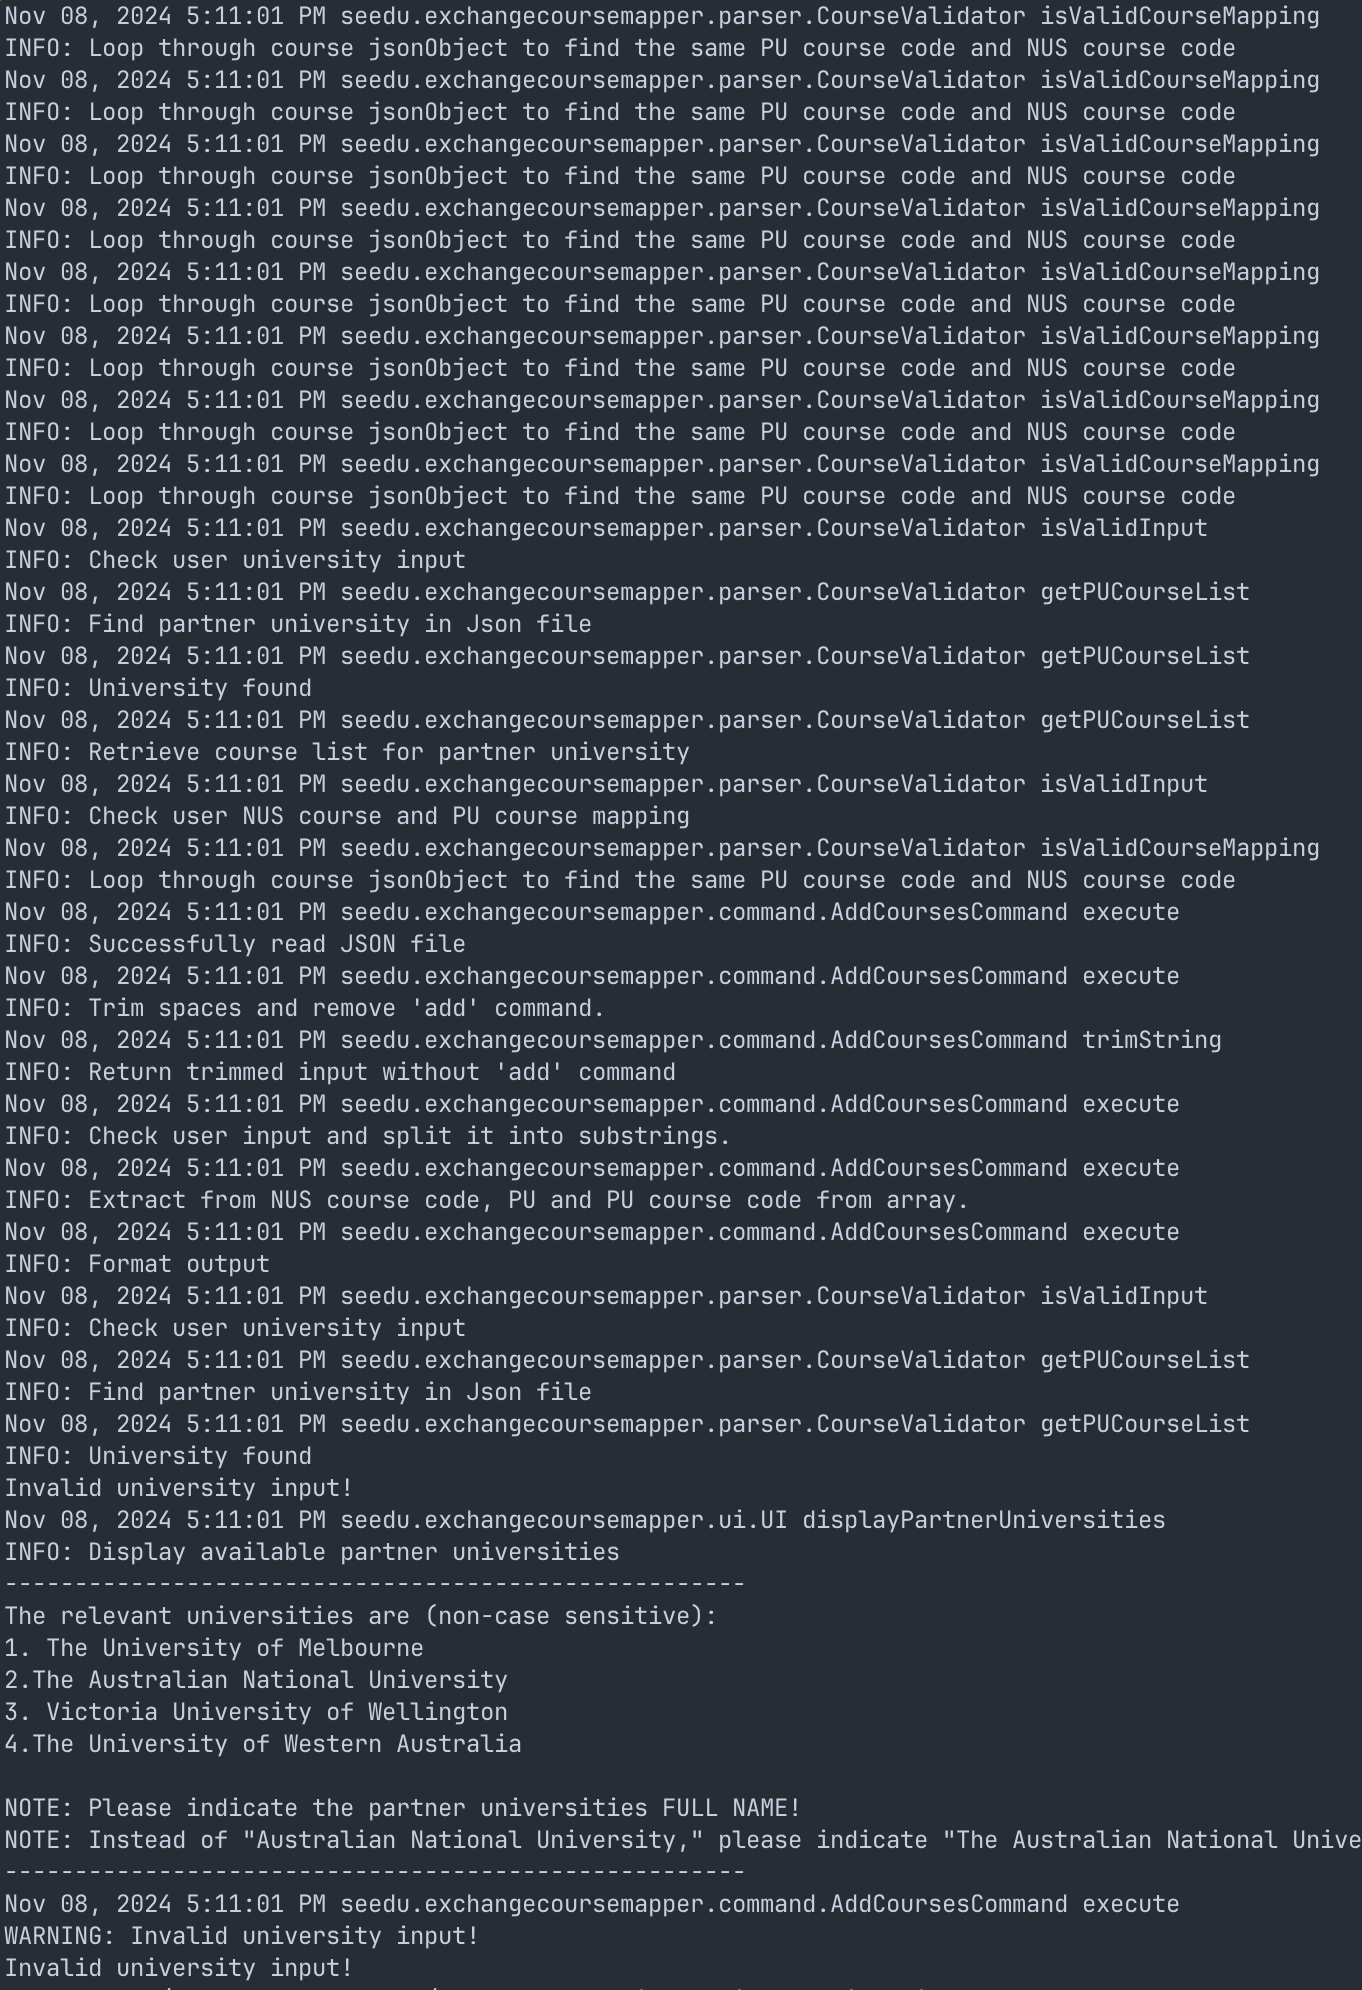 Nov 08, 2024 5:11:01 PM seedu.exchangecoursemapper.parser.CourseValidator isValidCourseMapping
INFO: Loop through course jsonObject to find the same PU course code and NUS course code
Nov 08, 2024 5:11:01 PM seedu.exchangecoursemapper.parser.CourseValidator isValidCourseMapping
INFO: Loop through course jsonObject to find the same PU course code and NUS course code
Nov 08, 2024 5:11:01 PM seedu.exchangecoursemapper.parser.CourseValidator isValidCourseMapping
INFO: Loop through course jsonObject to find the same PU course code and NUS course code
Nov 08, 2024 5:11:01 PM seedu.exchangecoursemapper.parser.CourseValidator isValidCourseMapping
INFO: Loop through course jsonObject to find the same PU course code and NUS course code
Nov 08, 2024 5:11:01 PM seedu.exchangecoursemapper.parser.CourseValidator isValidCourseMapping
INFO: Loop through course jsonObject to find the same PU course code and NUS course code
Nov 08, 2024 5:11:01 PM seedu.exchangecoursemapper.parser.CourseValidator isValidCourseMapping
INFO: Loop through course jsonObject to find the same PU course code and NUS course code
Nov 08, 2024 5:11:01 PM seedu.exchangecoursemapper.parser.CourseValidator isValidCourseMapping
INFO: Loop through course jsonObject to find the same PU course code and NUS course code
Nov 08, 2024 5:11:01 PM seedu.exchangecoursemapper.parser.CourseValidator isValidCourseMapping
INFO: Loop through course jsonObject to find the same PU course code and NUS course code
Nov 08, 2024 5:11:01 PM seedu.exchangecoursemapper.parser.CourseValidator isValidInput
INFO: Check user university input
Nov 08, 2024 5:11:01 PM seedu.exchangecoursemapper.parser.CourseValidator getPUCourseList
INFO: Find partner university in Json file
Nov 08, 2024 5:11:01 PM seedu.exchangecoursemapper.parser.CourseValidator getPUCourseList
INFO: University found
Nov 08, 2024 5:11:01 PM seedu.exchangecoursemapper.parser.CourseValidator getPUCourseList
INFO: Retrieve course list for partner university
Nov 08, 2024 5:11:01 PM seedu.exchangecoursemapper.parser.CourseValidator isValidInput
INFO: Check user NUS course and PU course mapping
Nov 08, 2024 5:11:01 PM seedu.exchangecoursemapper.parser.CourseValidator isValidCourseMapping
INFO: Loop through course jsonObject to find the same PU course code and NUS course code
Nov 08, 2024 5:11:01 PM seedu.exchangecoursemapper.command.AddCoursesCommand execute
INFO: Successfully read JSON file
Nov 08, 2024 5:11:01 PM seedu.exchangecoursemapper.command.AddCoursesCommand execute
INFO: Trim spaces and remove 'add' command.
Nov 08, 2024 5:11:01 PM seedu.exchangecoursemapper.command.AddCoursesCommand trimString
INFO: Return trimmed input without 'add' command
Nov 08, 2024 5:11:01 PM seedu.exchangecoursemapper.command.AddCoursesCommand execute
INFO: Check user input and split it into substrings.
Nov 08, 2024 5:11:01 PM seedu.exchangecoursemapper.command.AddCoursesCommand execute
INFO: Extract from NUS course code, PU and PU course code from array.
Nov 08, 2024 5:11:01 PM seedu.exchangecoursemapper.command.AddCoursesCommand execute
INFO: Format output
Nov 08, 2024 5:11:01 PM seedu.exchangecoursemapper.parser.CourseValidator isValidInput
INFO: Check user university input
Nov 08, 2024 5:11:01 PM seedu.exchangecoursemapper.parser.CourseValidator getPUCourseList
INFO: Find partner university in Json file
Nov 08, 2024 5:11:01 PM seedu.exchangecoursemapper.parser.CourseValidator getPUCourseList
INFO: University found
Invalid university input!
Nov 08, 2024 5:11:01 PM seedu.exchangecoursemapper.ui.UI displayPartnerUniversities
INFO: Display available partner universities
-----------------------------------------------------
The relevant universities are (non-case sensitive):
1. The University of Melbourne
2.The Australian National University
3. Victoria University of Wellington
4.The University of Western Australia
NOTE: Please indicate the partner universities FULL NAME!
NOTE: Instead of "Australian National University," please indicate "The Australian National Unive
-----------------------------------------------------
Nov 08, 2024 5:11:01 PM seedu.exchangecoursemapper.command.AddCoursesCommand execute
WARNING: Invalid university input!
Invalid university input!